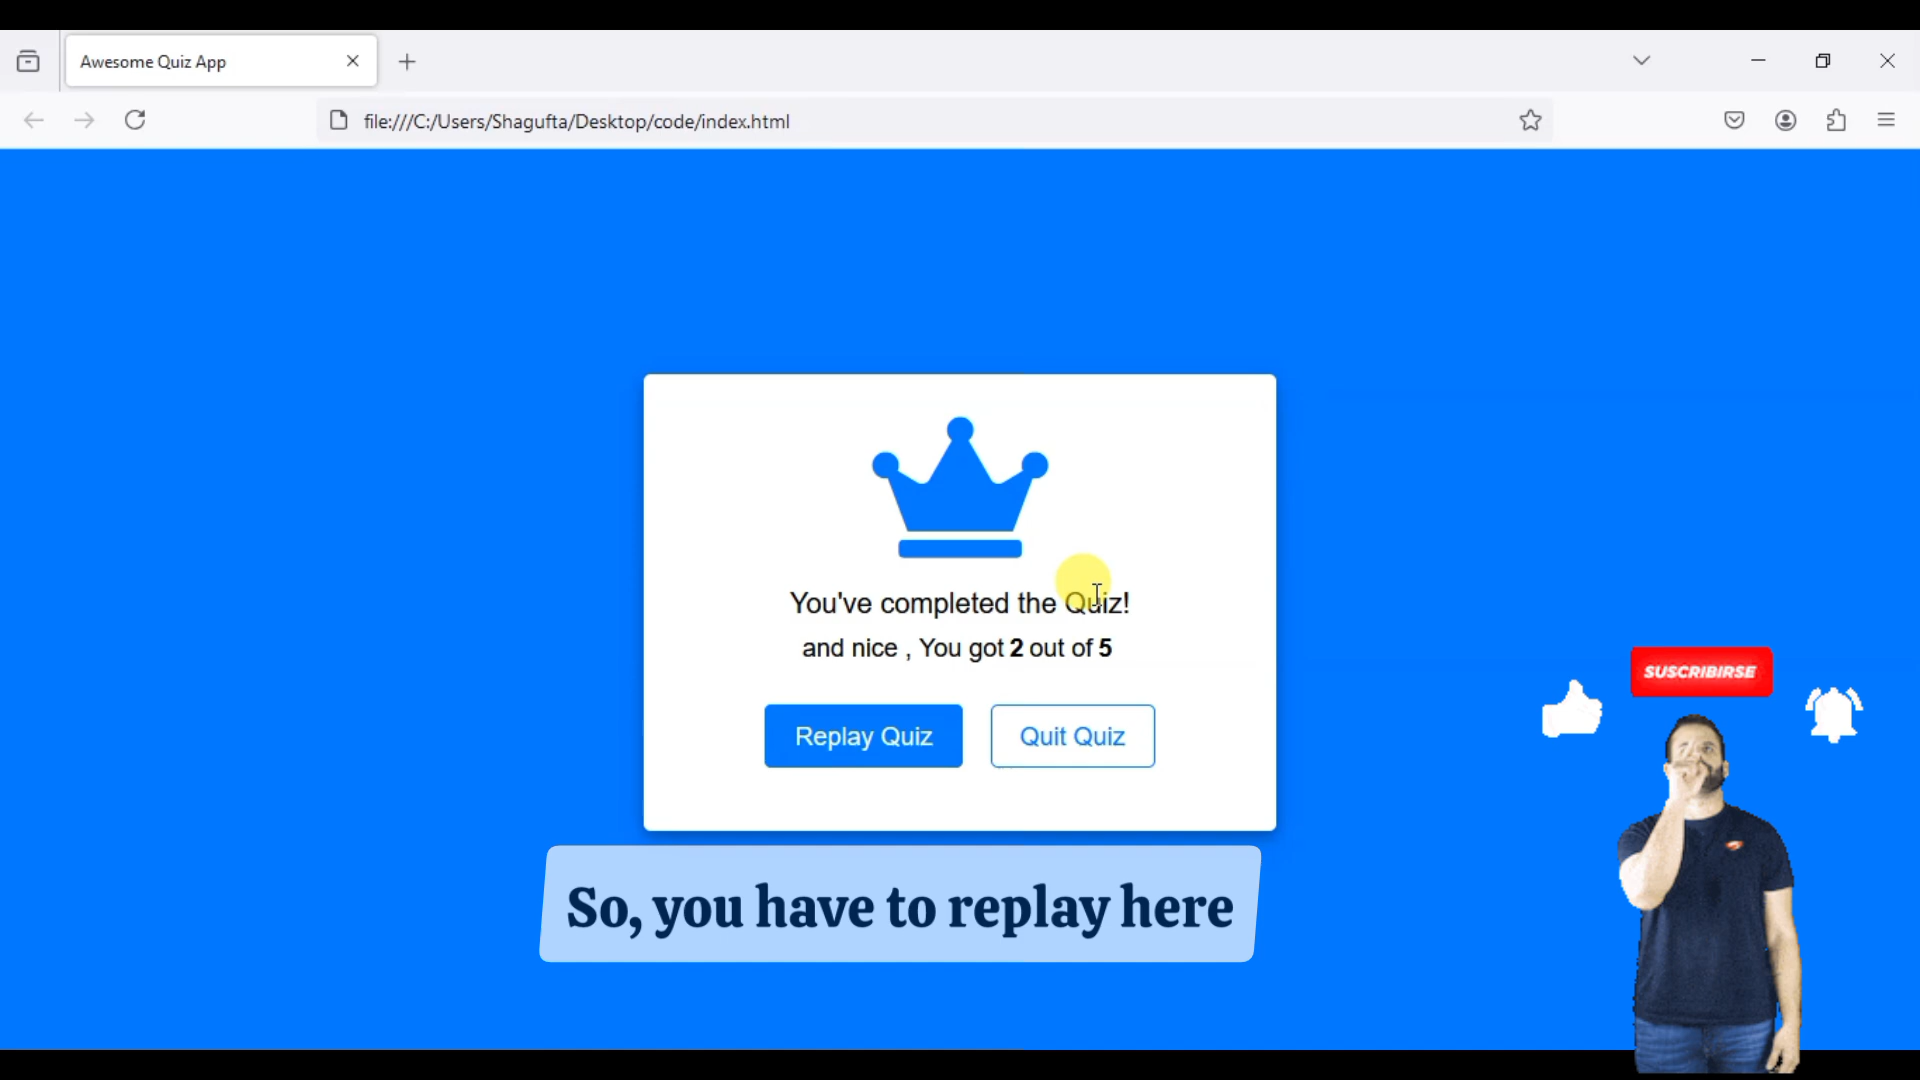 Awesome Quiz App
file:///C:/Users/Shagufta/Desktop/code/index.html
You've completed the Quiz!
and nice , You got 2 out of 5
Replay Quiz
Quit Quiz
SUSCRIBIRSE
So, you have to replay here